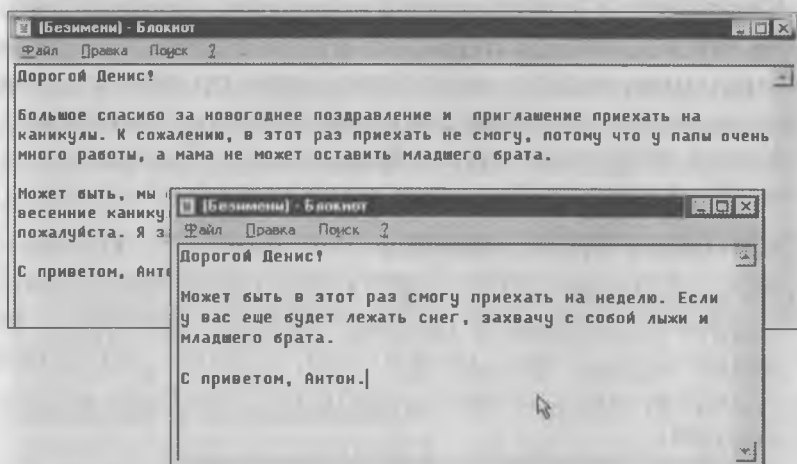 (Безимени) - Блокнот
Файл Правка Поиск ?
Дорогой Денис!
Большое спасибо за новогоднее поздравление и приглашение приехать на
каникулы. К сожалению, в этот раз приехать не смогу, потому что у папы очень
много работы, а мама не может оставить младшего брата.
Может быть, мы
весенние канику
пожалуйста. Я з
С приветом, Анто
(Безимени) - Блокнот
Файл Правка Поиск ?
Дорогой Денис!
Может быть в этот раз смогу приехать на неделю. Если
у вас еще будет лежать снег, захвачу с собой лыжи и
младшего брата.
С приветом, Антон.